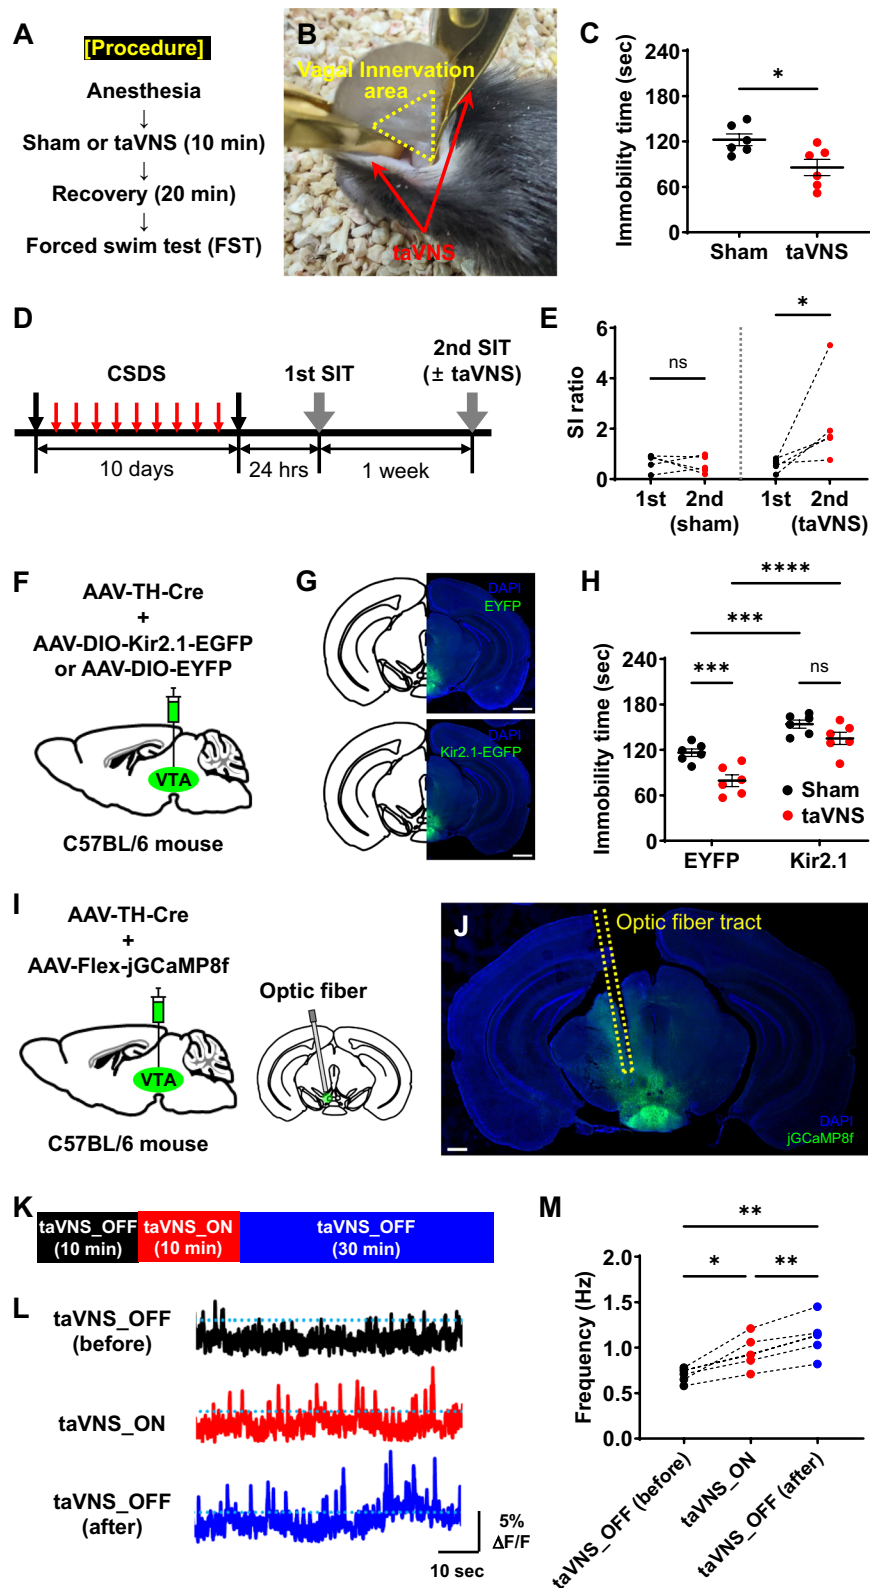 A
[Procedure]
Anesthesia
↓
Sham or taVNS (10 min)
↓
Recovery (20 min)
↓
Forced swim test (FST)
B
Vagal Innervation
area
taVNS
C
Immobility time (sec)
240
180
120
60
0
*
Sham
taVNS
D
CSDS
1st SIT
2nd SIT
(± taVNS)
10 days
24 hrs
1 week
E
SI ratio
6
4
2
0
ns
*
1st
2nd
(sham)
1st
2nd
(taVNS)
F
AAV-TH-Cre
+
AAV-DIO-Kir2.1-EGFP
or AAV-DIO-EYFP
VTA
C57BL/6 mouse
G
DAPI
EYFP
DAPI
Kir2.1-EGFP
H
Immobility time (sec)
240
180
120
60
0
****
***
***
ns
Sham
taVNS
EYFP
Kir2.1
I
AAV-TH-Cre
+
AAV-Flex-jGCaMP8f
VTA
C57BL/6 mouse
Optic fiber
J
Optic fiber tract
DAPI
jGCaMP8f
K
taVNS_OFF
(10 min)
taVNS_ON
(10 min)
taVNS_OFF
(30 min)
L
taVNS_OFF
(before)
taVNS_ON
taVNS_OFF
(after)
5%
ΔF/F
10 sec
M
Frequency (Hz)
2.0
1.5
1.0
0.5
0.0
**
*
**
taVNS_OFF (before)
taVNS_ON
taVNS_OFF (after)